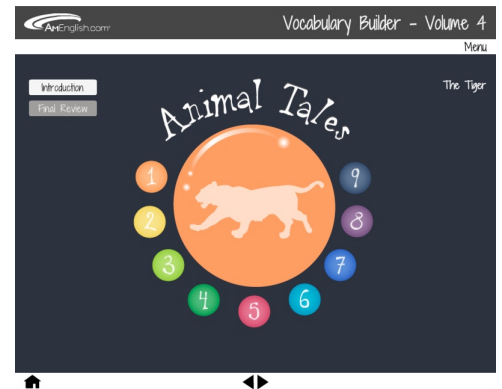 AmEnglish.com
Vocabulary Builder - Volume 4
Menu
Introduction
The Tiger
Final Review
Animal Tales
1
9
2
8
3
7
4
6
5